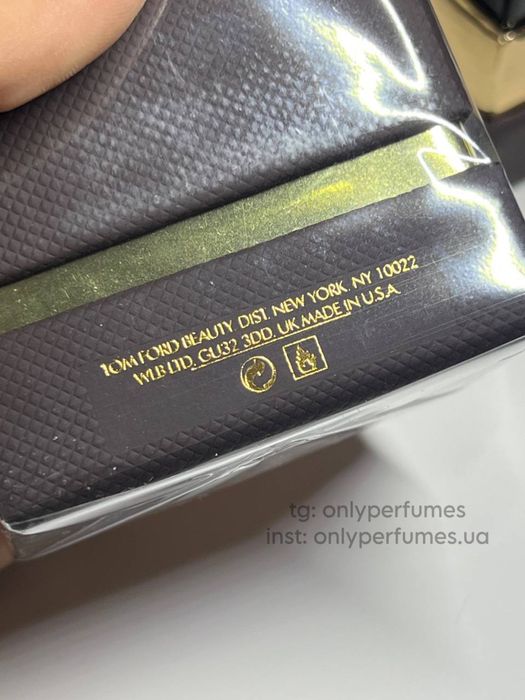 TOM FORD BEAUTY, DIST. NEW YORK, NY 10022
WLB LTD, GU32 3DD, UK MADE IN U.S.A
tg: onlyperfumes
inst: onlyperfumes.ua